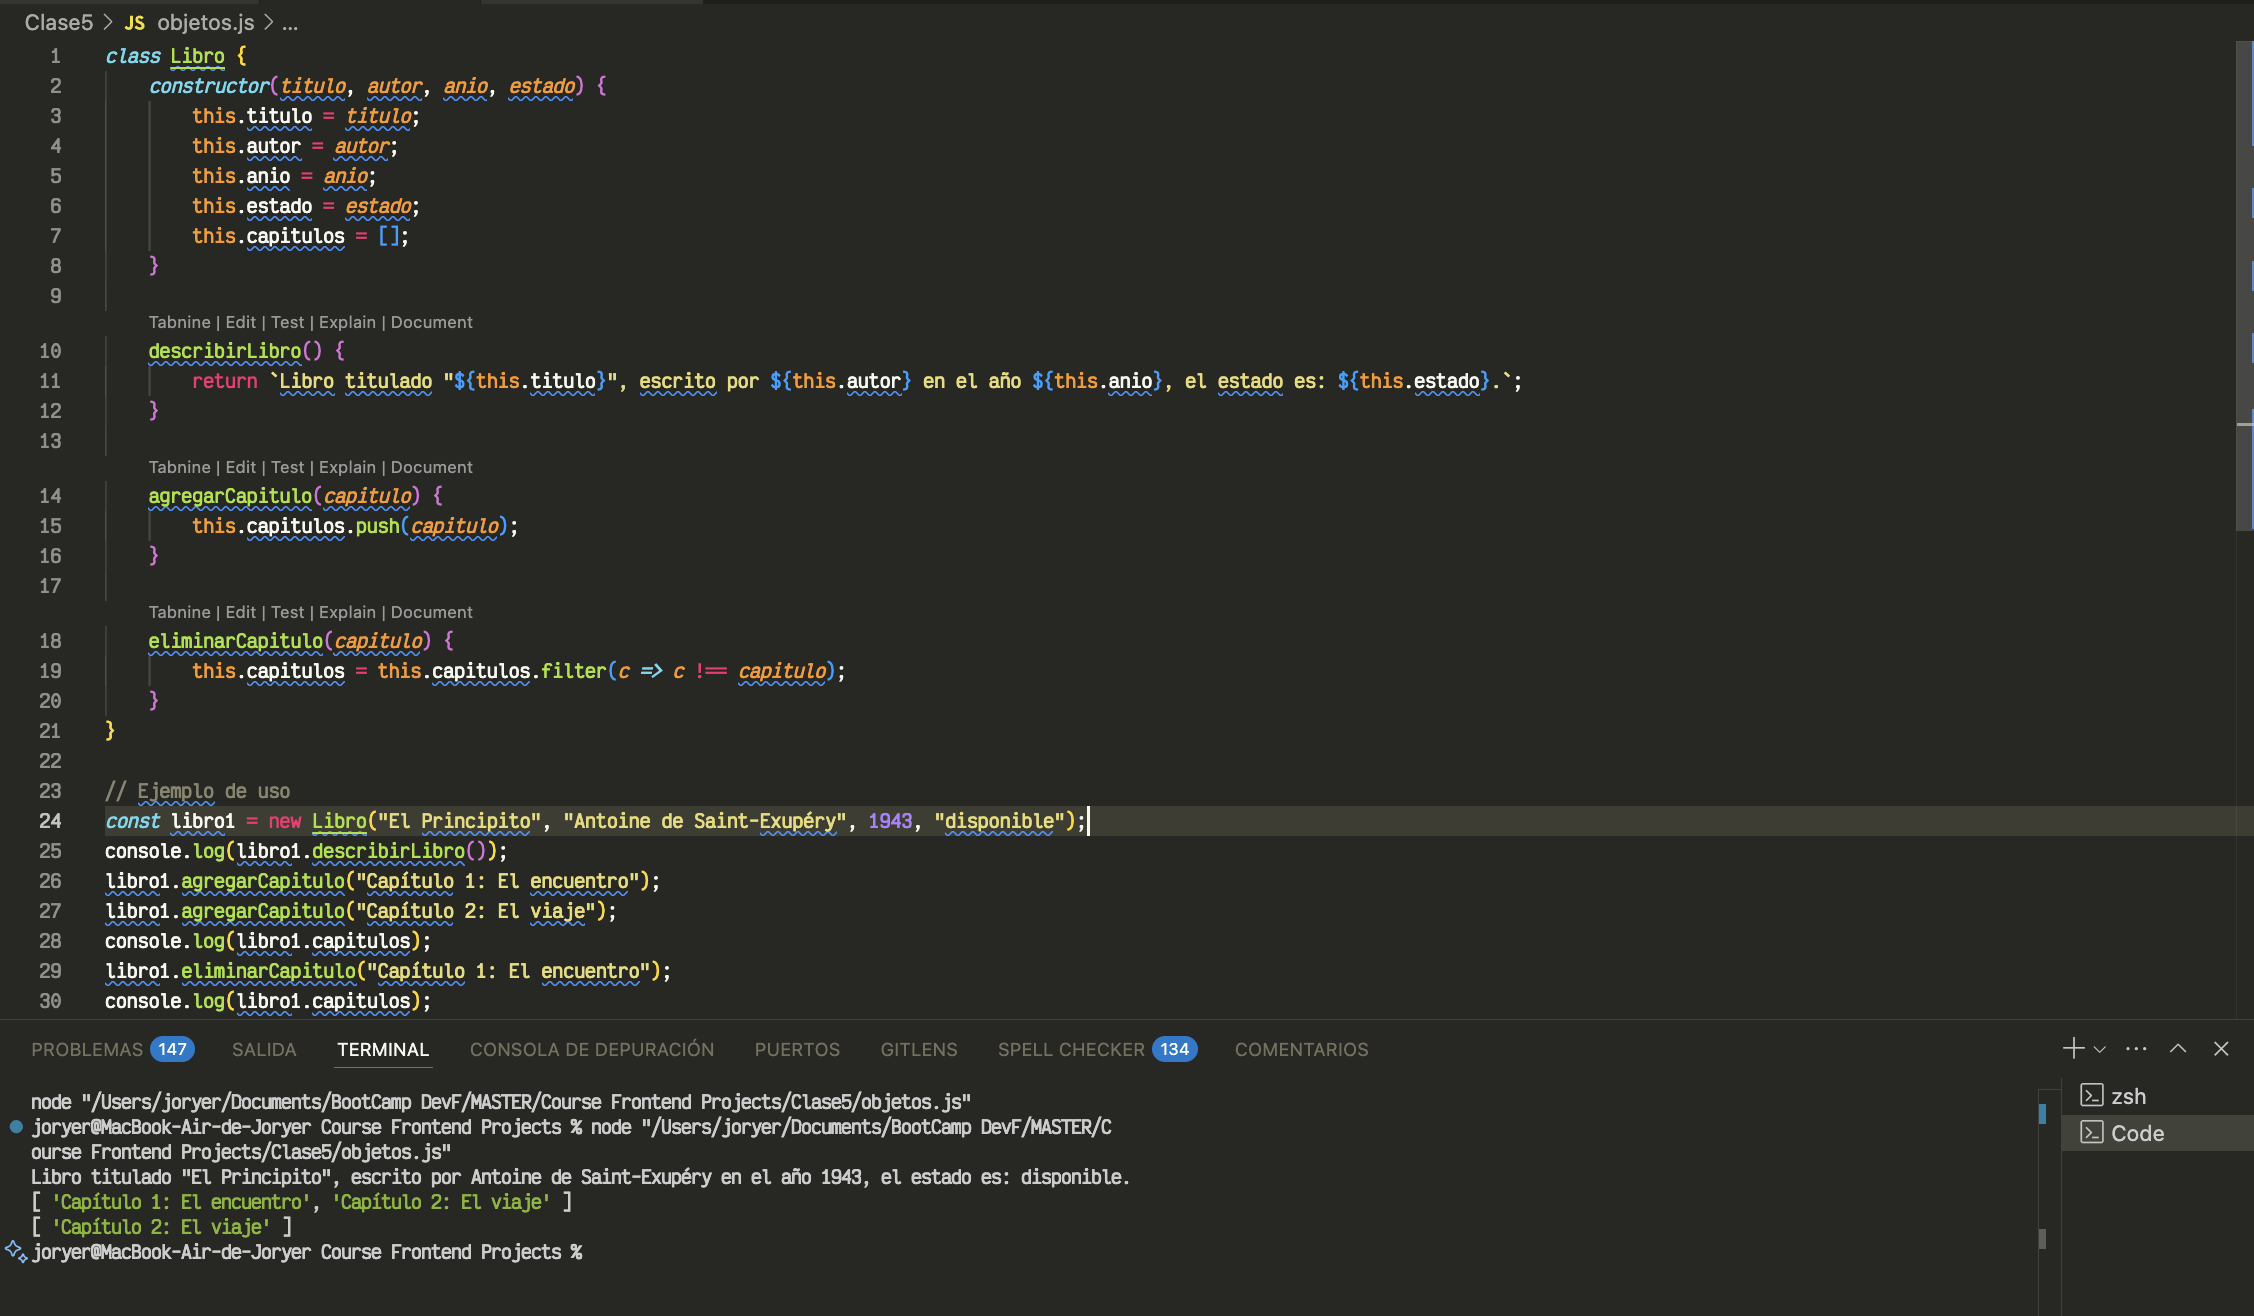 Clase5 > JS objetos.js > ...
1 class Libro {
2 constructor(titulo, autor, anio, estado) {
3 this.titulo = titulo;
4 this.autor = autor;
5 this.anio = anio;
6 this.estado = estado;
7 this.capitulos = [];
8 }
9
Tabnine | Edit | Test | Explain | Document
10 describirLibro() {
11 return `Libro titulado "${this.titulo}", escrito por ${this.autor} en el año ${this.anio}, el estado es: ${this.estado}.`;
12 }
13
Tabnine | Edit | Test | Explain | Document
14 agregarCapitulo(capitulo) {
15 this.capitulos.push(capitulo);
16 }
17
Tabnine | Edit | Test | Explain | Document
18 eliminarCapitulo(capitulo) {
19 this.capitulos = this.capitulos.filter(c => c !== capitulo);
20 }
21 }
22
23 // Ejemplo de uso
24 const libro1 = new Libro("El Principito", "Antoine de Saint-Exupéry", 1943, "disponible");
25 console.log(libro1.describirLibro());
26 libro1.agregarCapitulo("Capítulo 1: El encuentro");
27 libro1.agregarCapitulo("Capítulo 2: El viaje");
28 console.log(libro1.capitulos);
29 libro1.eliminarCapitulo("Capítulo 1: El encuentro");
30 console.log(libro1.capitulos);
PROBLEMAS 147 SALIDA TERMINAL CONSOLA DE DEPURACIÓN PUERTOS GITLENS SPELL CHECKER 134 COMENTARIOS
node "/Users/joryer/Documents/BootCamp DevF/MASTER/Course Frontend Projects/Clase5/objetos.js"
joryer@MacBook-Air-de-Joryer Course Frontend Projects % node "/Users/joryer/Documents/BootCamp DevF/MASTER/C
ourse Frontend Projects/Clase5/objetos.js"
Libro titulado "El Principito", escrito por Antoine de Saint-Exupéry en el año 1943, el estado es: disponible.
[ 'Capítulo 1: El encuentro', 'Capítulo 2: El viaje' ]
[ 'Capítulo 2: El viaje' ]
joryer@MacBook-Air-de-Joryer Course Frontend Projects %
zsh
Code